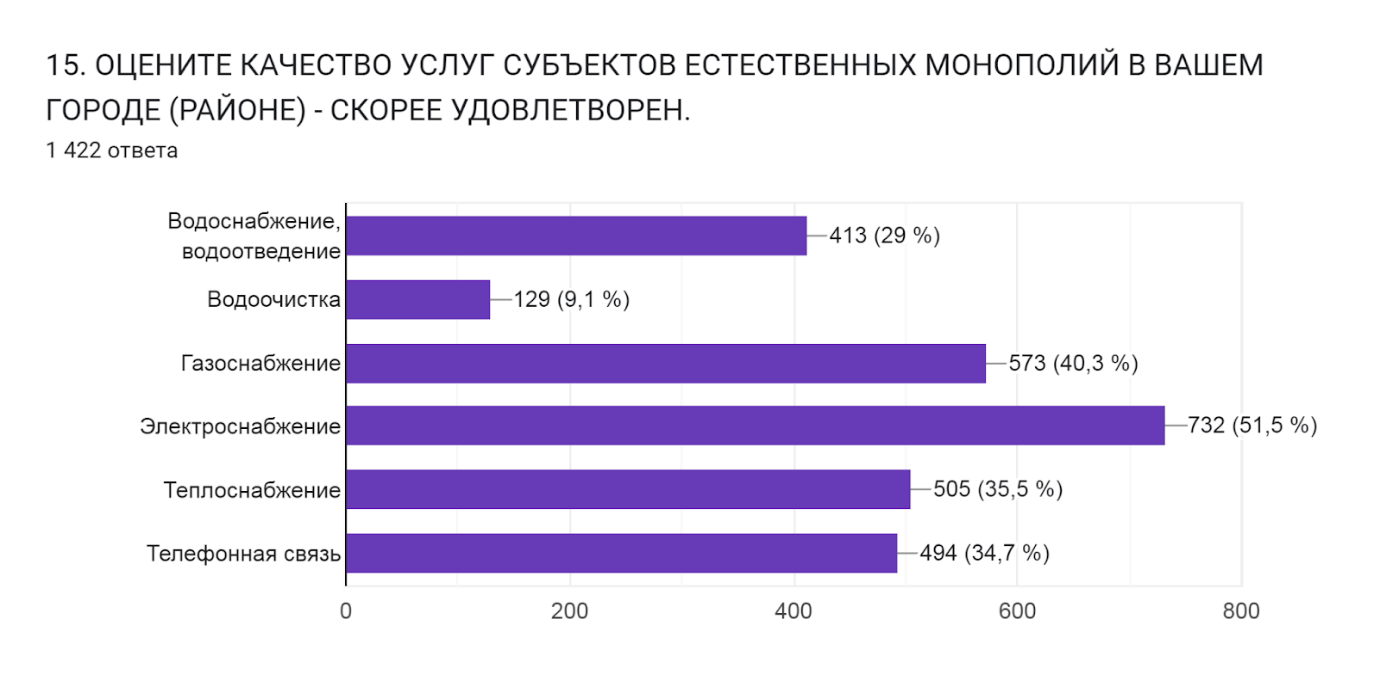 15. ОЦЕНИТЕ КАЧЕСТВО УСЛУГ СУБЪЕКТОВ ЕСТЕСТВЕННЫХ МОНОПОЛИЙ В ВАШЕМ
ГОРОДЕ (РАЙОНЕ) - СКОРЕЕ УДОВЛЕТВОРЕН.
1 422 ответа
Водоснабжение,
водоотведение
413 (29 %)
Водоочистка
129 (9,1 %)
Газоснабжение
573 (40,3 %)
Электроснабжение
732 (51,5 %)
Теплоснабжение
505 (35,5 %)
Телефонная связь
494 (34,7 %)
0 200 400 600 800